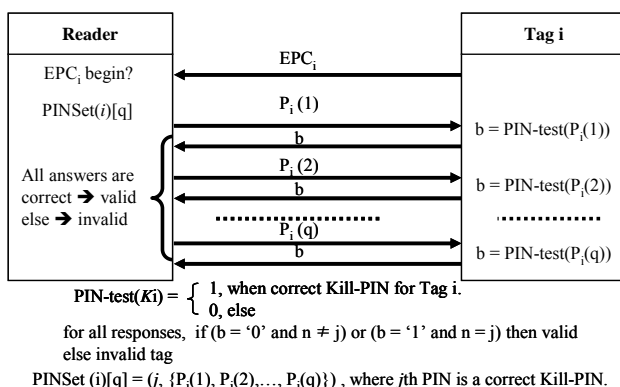 Reader
Tag i
EPCi
EPCi begin?
PINSet(i)[q]
Pi (1)
b = PIN-test(Pi(1))
b
All answers are
correct ➔ valid
else ➔ invalid
Pi (2)
b = PIN-test(Pi(2))
b
Pi (q)
b = PIN-test(Pi(q))
b
PIN-test(Ki) = { 1, when correct Kill-PIN for Tag i.
0, else
for all responses, if (b = ‘0’ and n ≠ j) or (b = ‘1’ and n = j) then valid
else invalid tag
PINSet (i)[q] = (j, {Pi(1), Pi(2),…, Pi(q)}) , where jth PIN is a correct Kill-PIN.